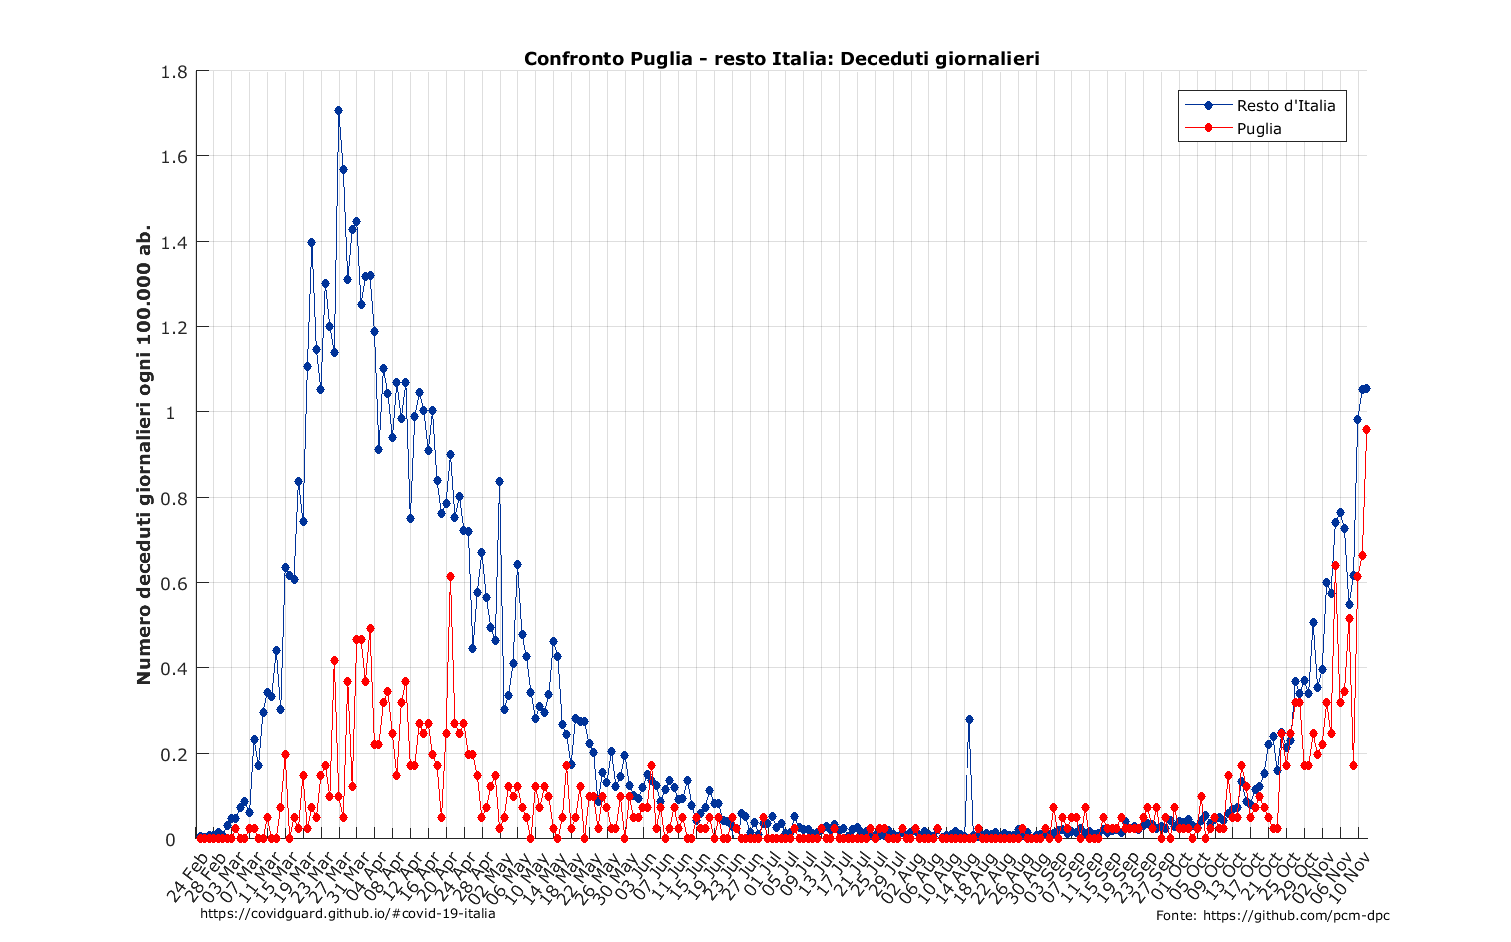 Confronto Puglia - resto Italia: Deceduti giornalieri
Numero deceduti giornalieri ogni 100.000 ab.
1.8
1.6
1.4
1.2
1
0.8
0.6
0.4
0.2
0
Resto d'Italia
Puglia
24 Feb
28 Feb
03 Mar
07 Mar
11 Mar
15 Mar
19 Mar
23 Mar
27 Mar
31 Mar
04 Apr
08 Apr
12 Apr
16 Apr
20 Apr
24 Apr
28 Apr
02 May
06 May
10 May
14 May
18 May
22 May
26 May
30 May
03 Jun
07 Jun
11 Jun
15 Jun
19 Jun
23 Jun
27 Jun
01 Jul
05 Jul
09 Jul
13 Jul
17 Jul
21 Jul
25 Jul
29 Jul
02 Aug
06 Aug
10 Aug
14 Aug
18 Aug
22 Aug
26 Aug
30 Aug
03 Sep
07 Sep
11 Sep
15 Sep
19 Sep
23 Sep
27 Sep
01 Oct
05 Oct
09 Oct
13 Oct
17 Oct
21 Oct
25 Oct
29 Oct
02 Nov
06 Nov
10 Nov
https://covidguard.github.io/#covid-19-italia
Fonte: https://github.com/pcm-dpc